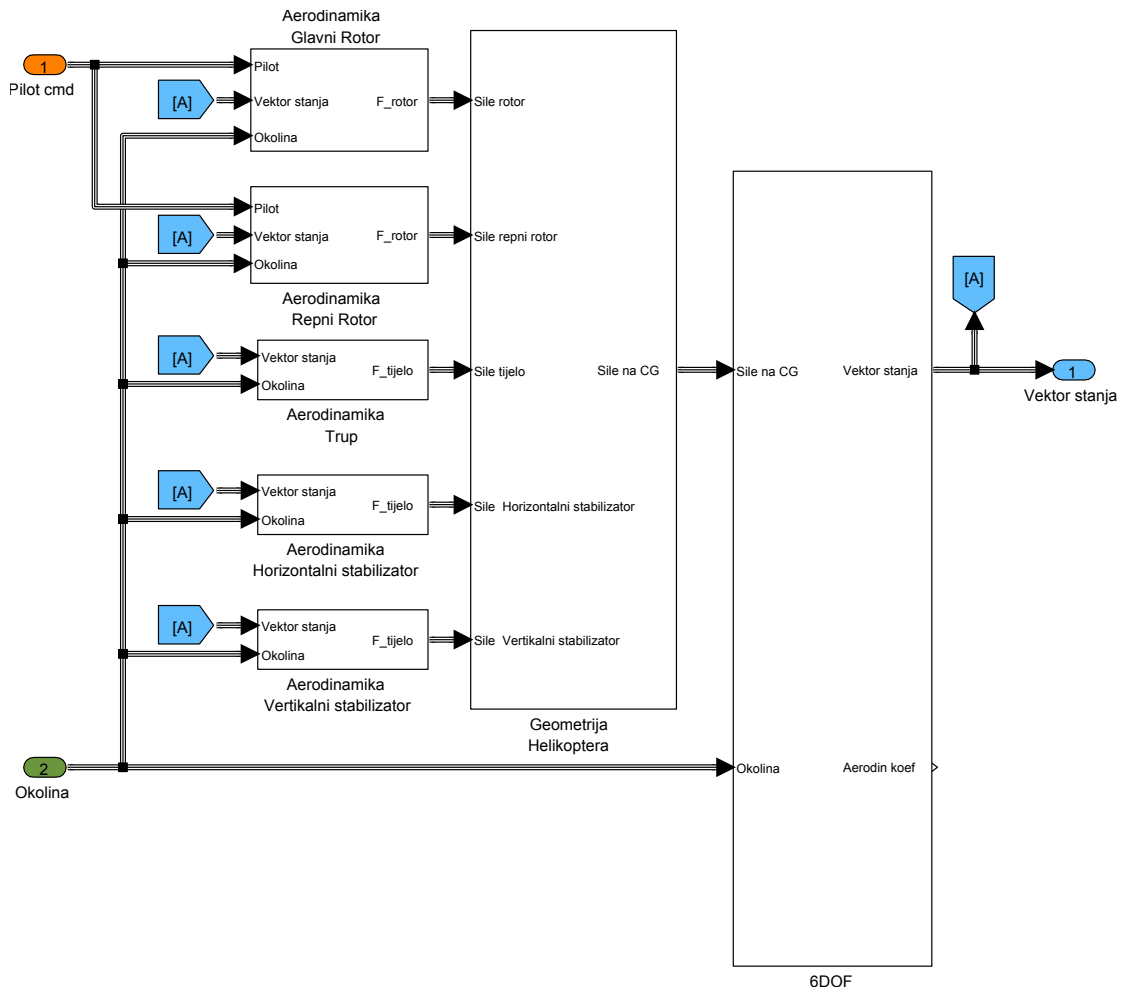 Aerodinamika
Glavni Rotor
1
Pilot cmd
Pilot
[A]
Vektor stanja
F_rotor
Okolina
Sile rotor
Pilot
[A]
Vektor stanja
F_rotor
Okolina
Sile repni rotor
Aerodinamika
Repni Rotor
[A]
Vektor stanja
F_tijelo
Okolina
Sile tijelo
Sile na CG
Aerodinamika
Trup
[A]
Vektor stanja
F_tijelo
Okolina
Sile Horizontalni stabilizator
Aerodinamika
Horizontalni stabilizator
[A]
Vektor stanja
F_tijelo
Okolina
Sile Vertikalni stabilizator
Aerodinamika
Vertikalni stabilizator
Geometrija
Helikoptera
2
Okolina
Sile na CG
Vektor stanja
[A]
1
Vektor stanja
Okolina
Aerodin koef
6DOF